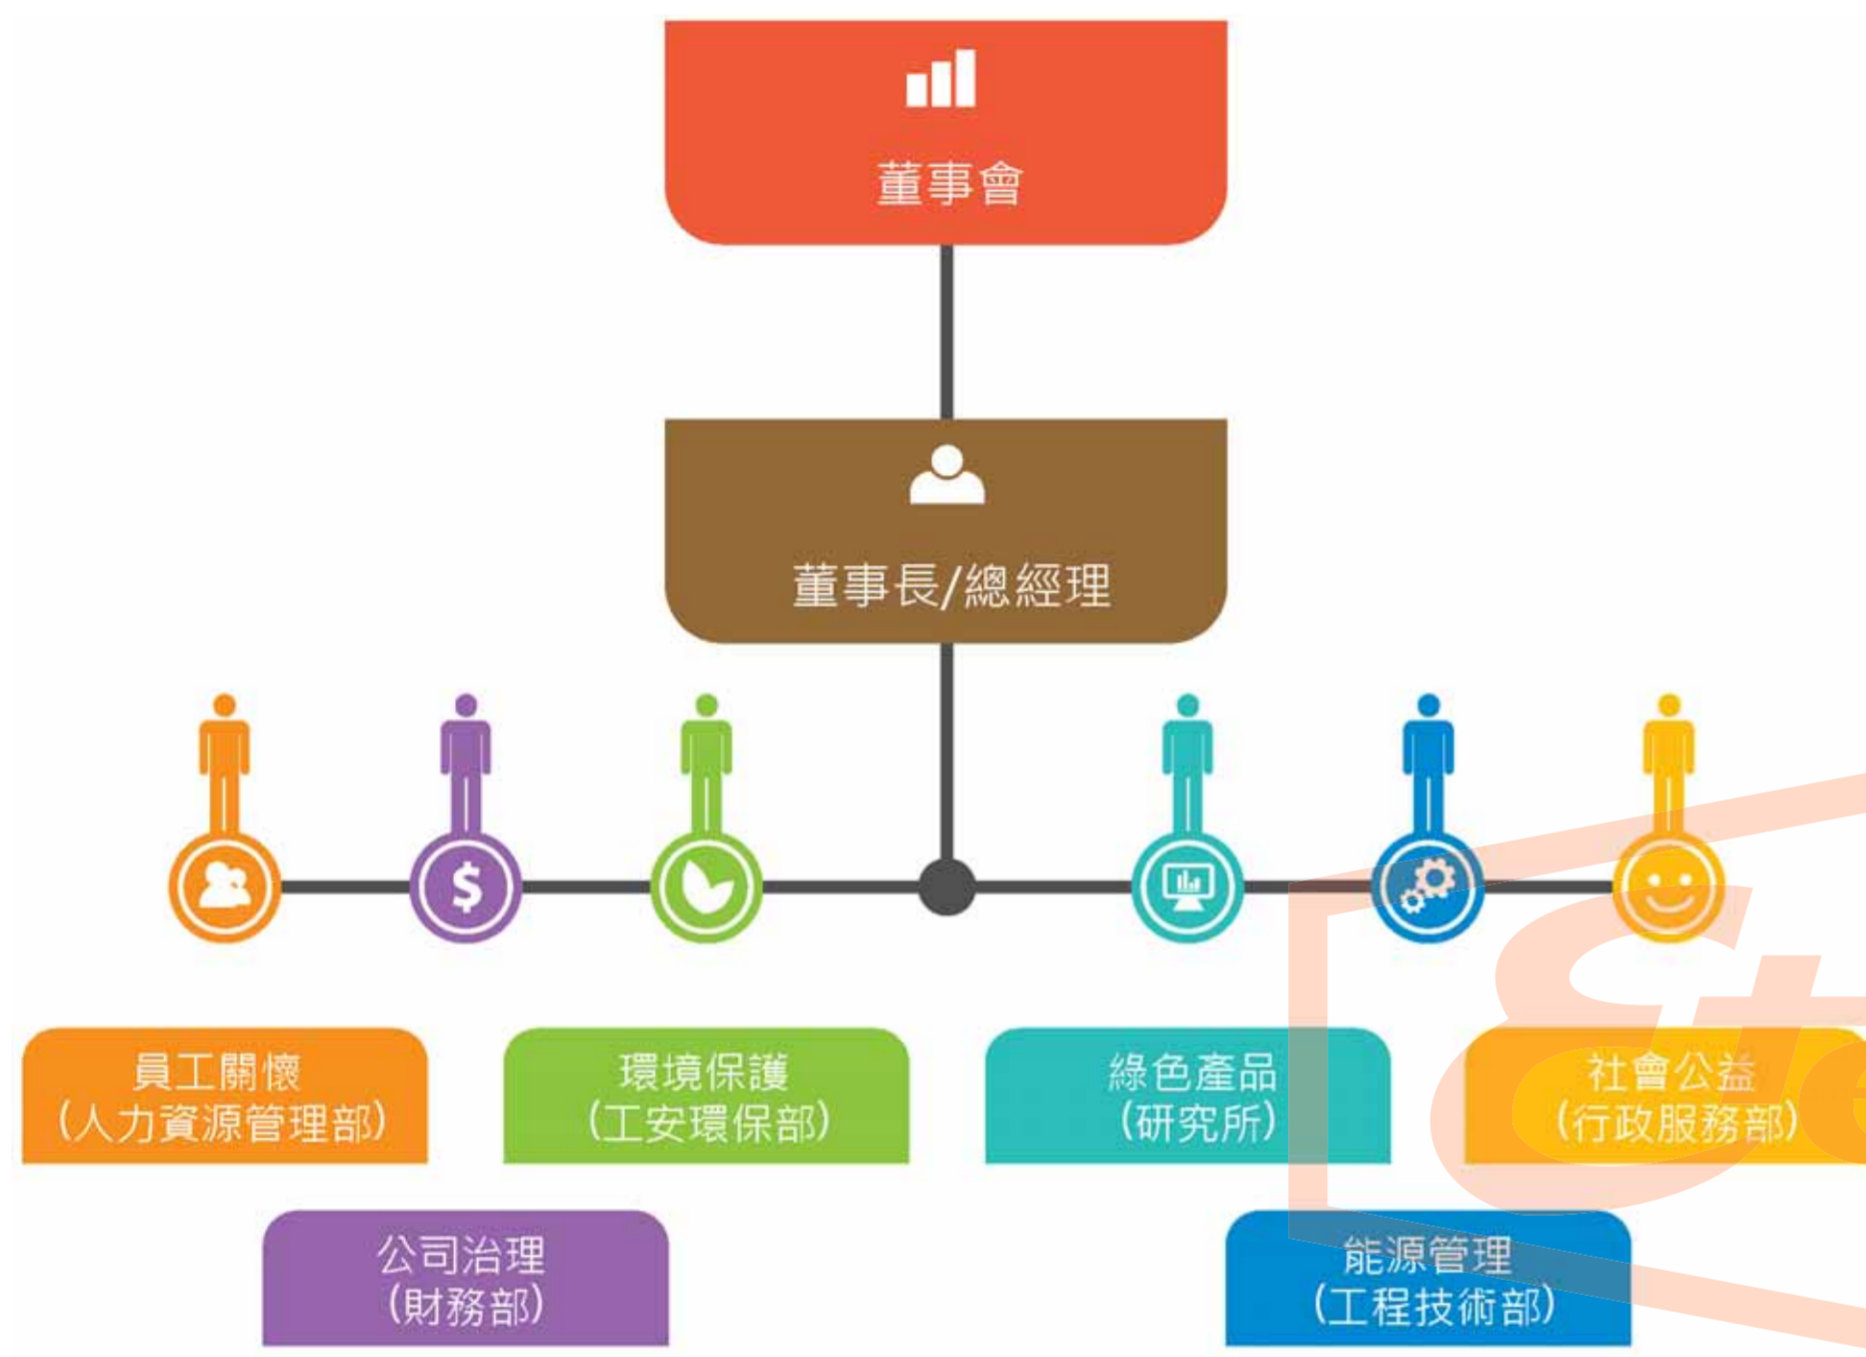 董事會
董事長/總經理
員工關懷
(人力資源管理部)
環境保護
(工安環保部)
綠色產品
(研究所)
社會公益
(行政服務部)
公司治理
(財務部)
能源管理
(工程技術部)